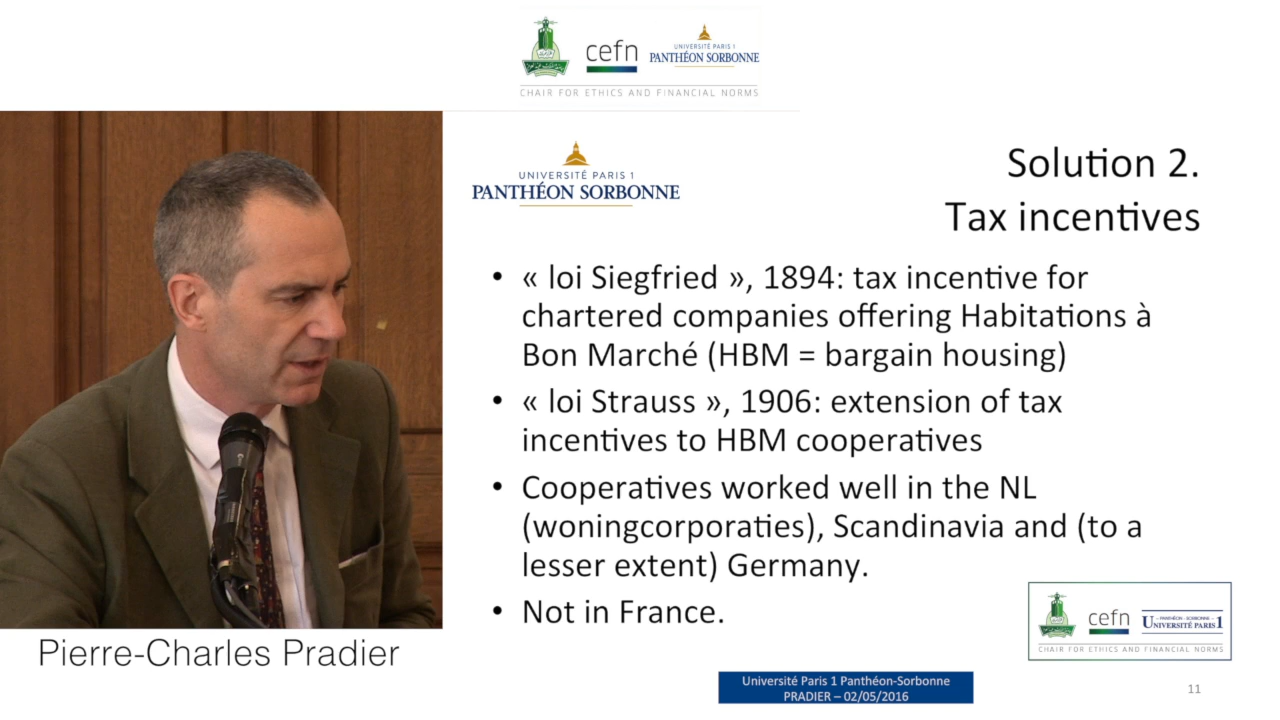 cefn
UNIVERSITÉ PARIS 1
PANTHÉON SORBONNE
CHAIR FOR ETHICS AND FINANCIAL NORMS
UNIVERSITÉ PARIS 1
PANTHÉON SORBONNE
Solution 2.
Tax incentives
• « loi Siegfried », 1894: tax incentive for
chartered companies offering Habitations à
Bon Marché (HBM = bargain housing)
• « loi Strauss », 1906: extension of tax
incentives to HBM cooperatives
• Cooperatives worked well in the NL
(woningcorporaties), Scandinavia and (to a
lesser extent) Germany.
• Not in France.
cefn
PANTHÉON - SORBONNE
UNIVERSITÉ PARIS 1
CHAIR FOR ETHICS AND FINANCIAL NORMS
Pierre-Charles Pradier
Université Paris 1 Panthéon-Sorbonne
PRADIER – 02/05/2016
11